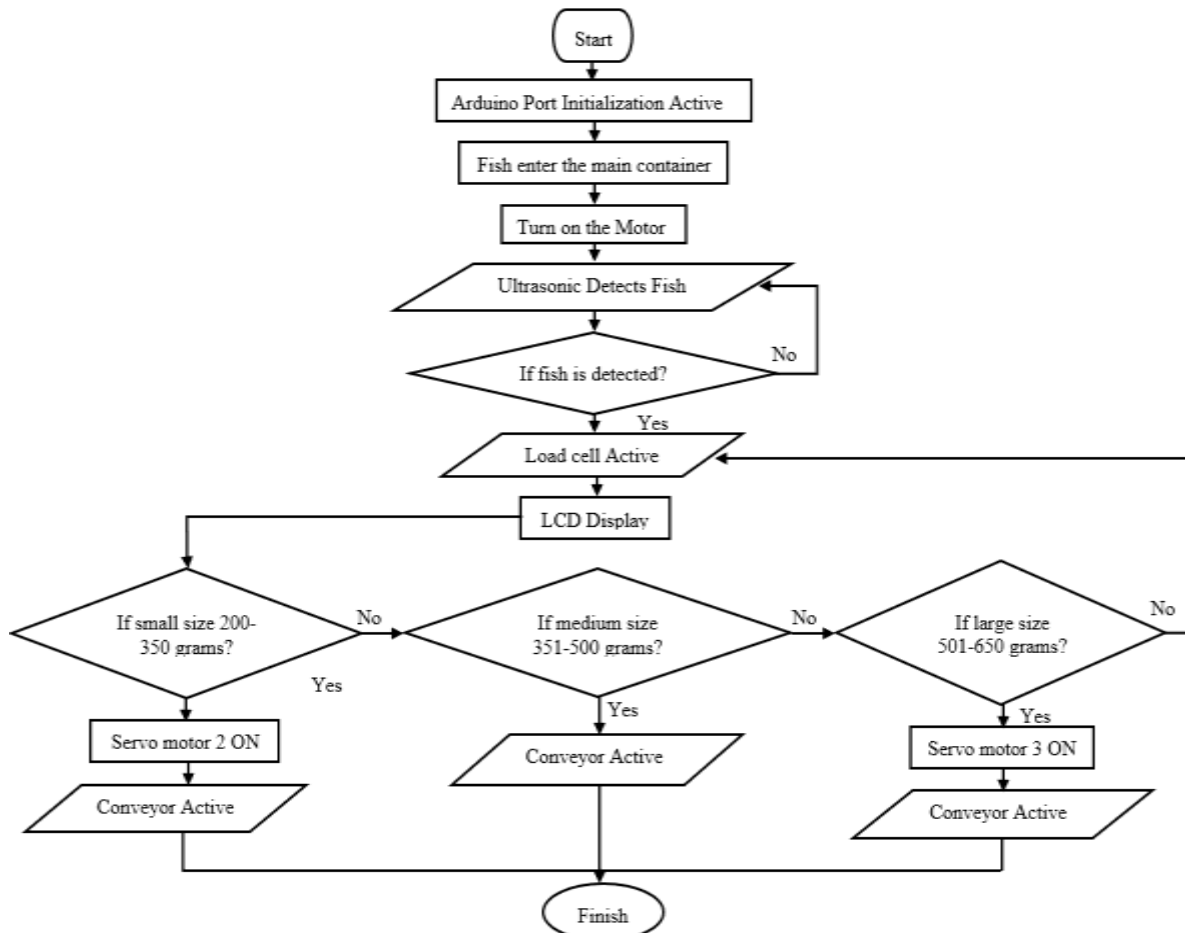 Start
Arduino Port Initialization Active
Fish enter the main container
Turn on the Motor
Ultrasonic Detects Fish
If fish is detected?
No
Yes
Load cell Active
LCD Display
If small size 200-
350 grams?
No
Yes
If medium size
351-500 grams?
No
Yes
If large size
501-650 grams?
No
Yes
Servo motor 2 ON
Conveyor Active
Conveyor Active
Servo motor 3 ON
Conveyor Active
Finish